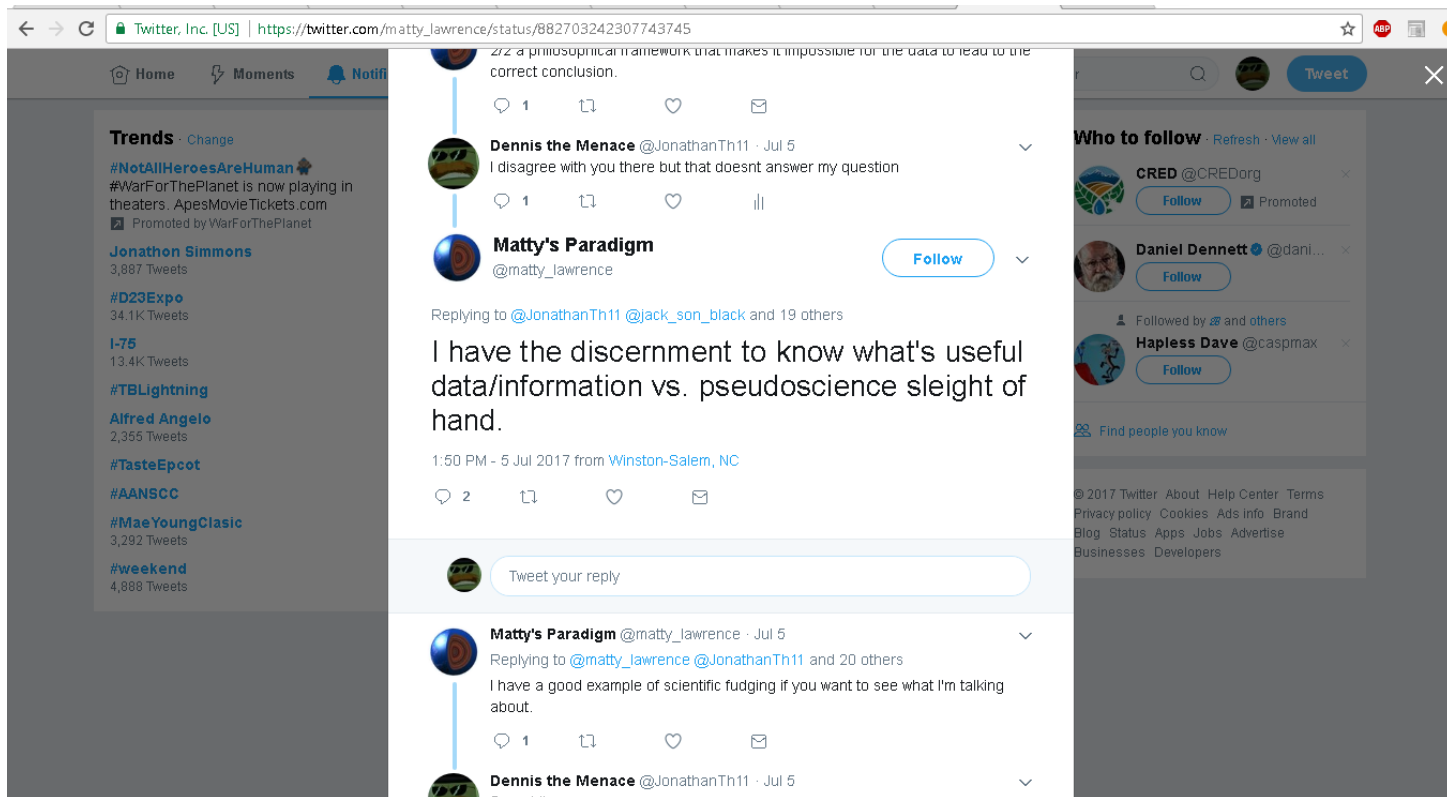 Twitter, Inc. [US] | https://twitter.com/matty_lawrence/status/882703242307743745
Home
Moments
Notifi
r
Tweet
Trends · Change
#NotAllHeroesAreHuman
#WarForThePlanet is now playing in
theaters. ApesMovieTickets.com
Promoted by WarForThePlanet
Jonathon Simmons
3,887 Tweets
#D23Expo
34.1K Tweets
I-75
13.4K Tweets
#TBLightning
Alfred Angelo
2,355 Tweets
#TasteEpcot
#AANSCC
#MaeYoungClasic
3,292 Tweets
#weekend
4,888 Tweets
2/2 a philosophical framework that makes it impossible for the data to lead to the
correct conclusion.
1
Dennis the Menace @JonathanTh11 · Jul 5
I disagree with you there but that doesnt answer my question
1
Matty's Paradigm
@matty_lawrence
Follow
Replying to @JonathanTh11 @jack_son_black and 19 others
I have the discernment to know what's useful
data/information vs. pseudoscience sleight of
hand.
1:50 PM - 5 Jul 2017 from Winston-Salem, NC
2
Tweet your reply
Matty's Paradigm @matty_lawrence · Jul 5
Replying to @matty_lawrence @JonathanTh11 and 20 others
I have a good example of scientific fudging if you want to see what I'm talking
about.
1
Dennis the Menace @JonathanTh11 · Jul 5
Who to follow · Refresh · View all
CRED @CREDorg
Follow
Promoted
Daniel Dennett @dani...
Follow
Followed by and others
Hapless Dave @caspmax
Follow
Find people you know
© 2017 Twitter About Help Center Terms
Privacy policy Cookies Ads info Brand
Blog Status Apps Jobs Advertise
Businesses Developers
ABP